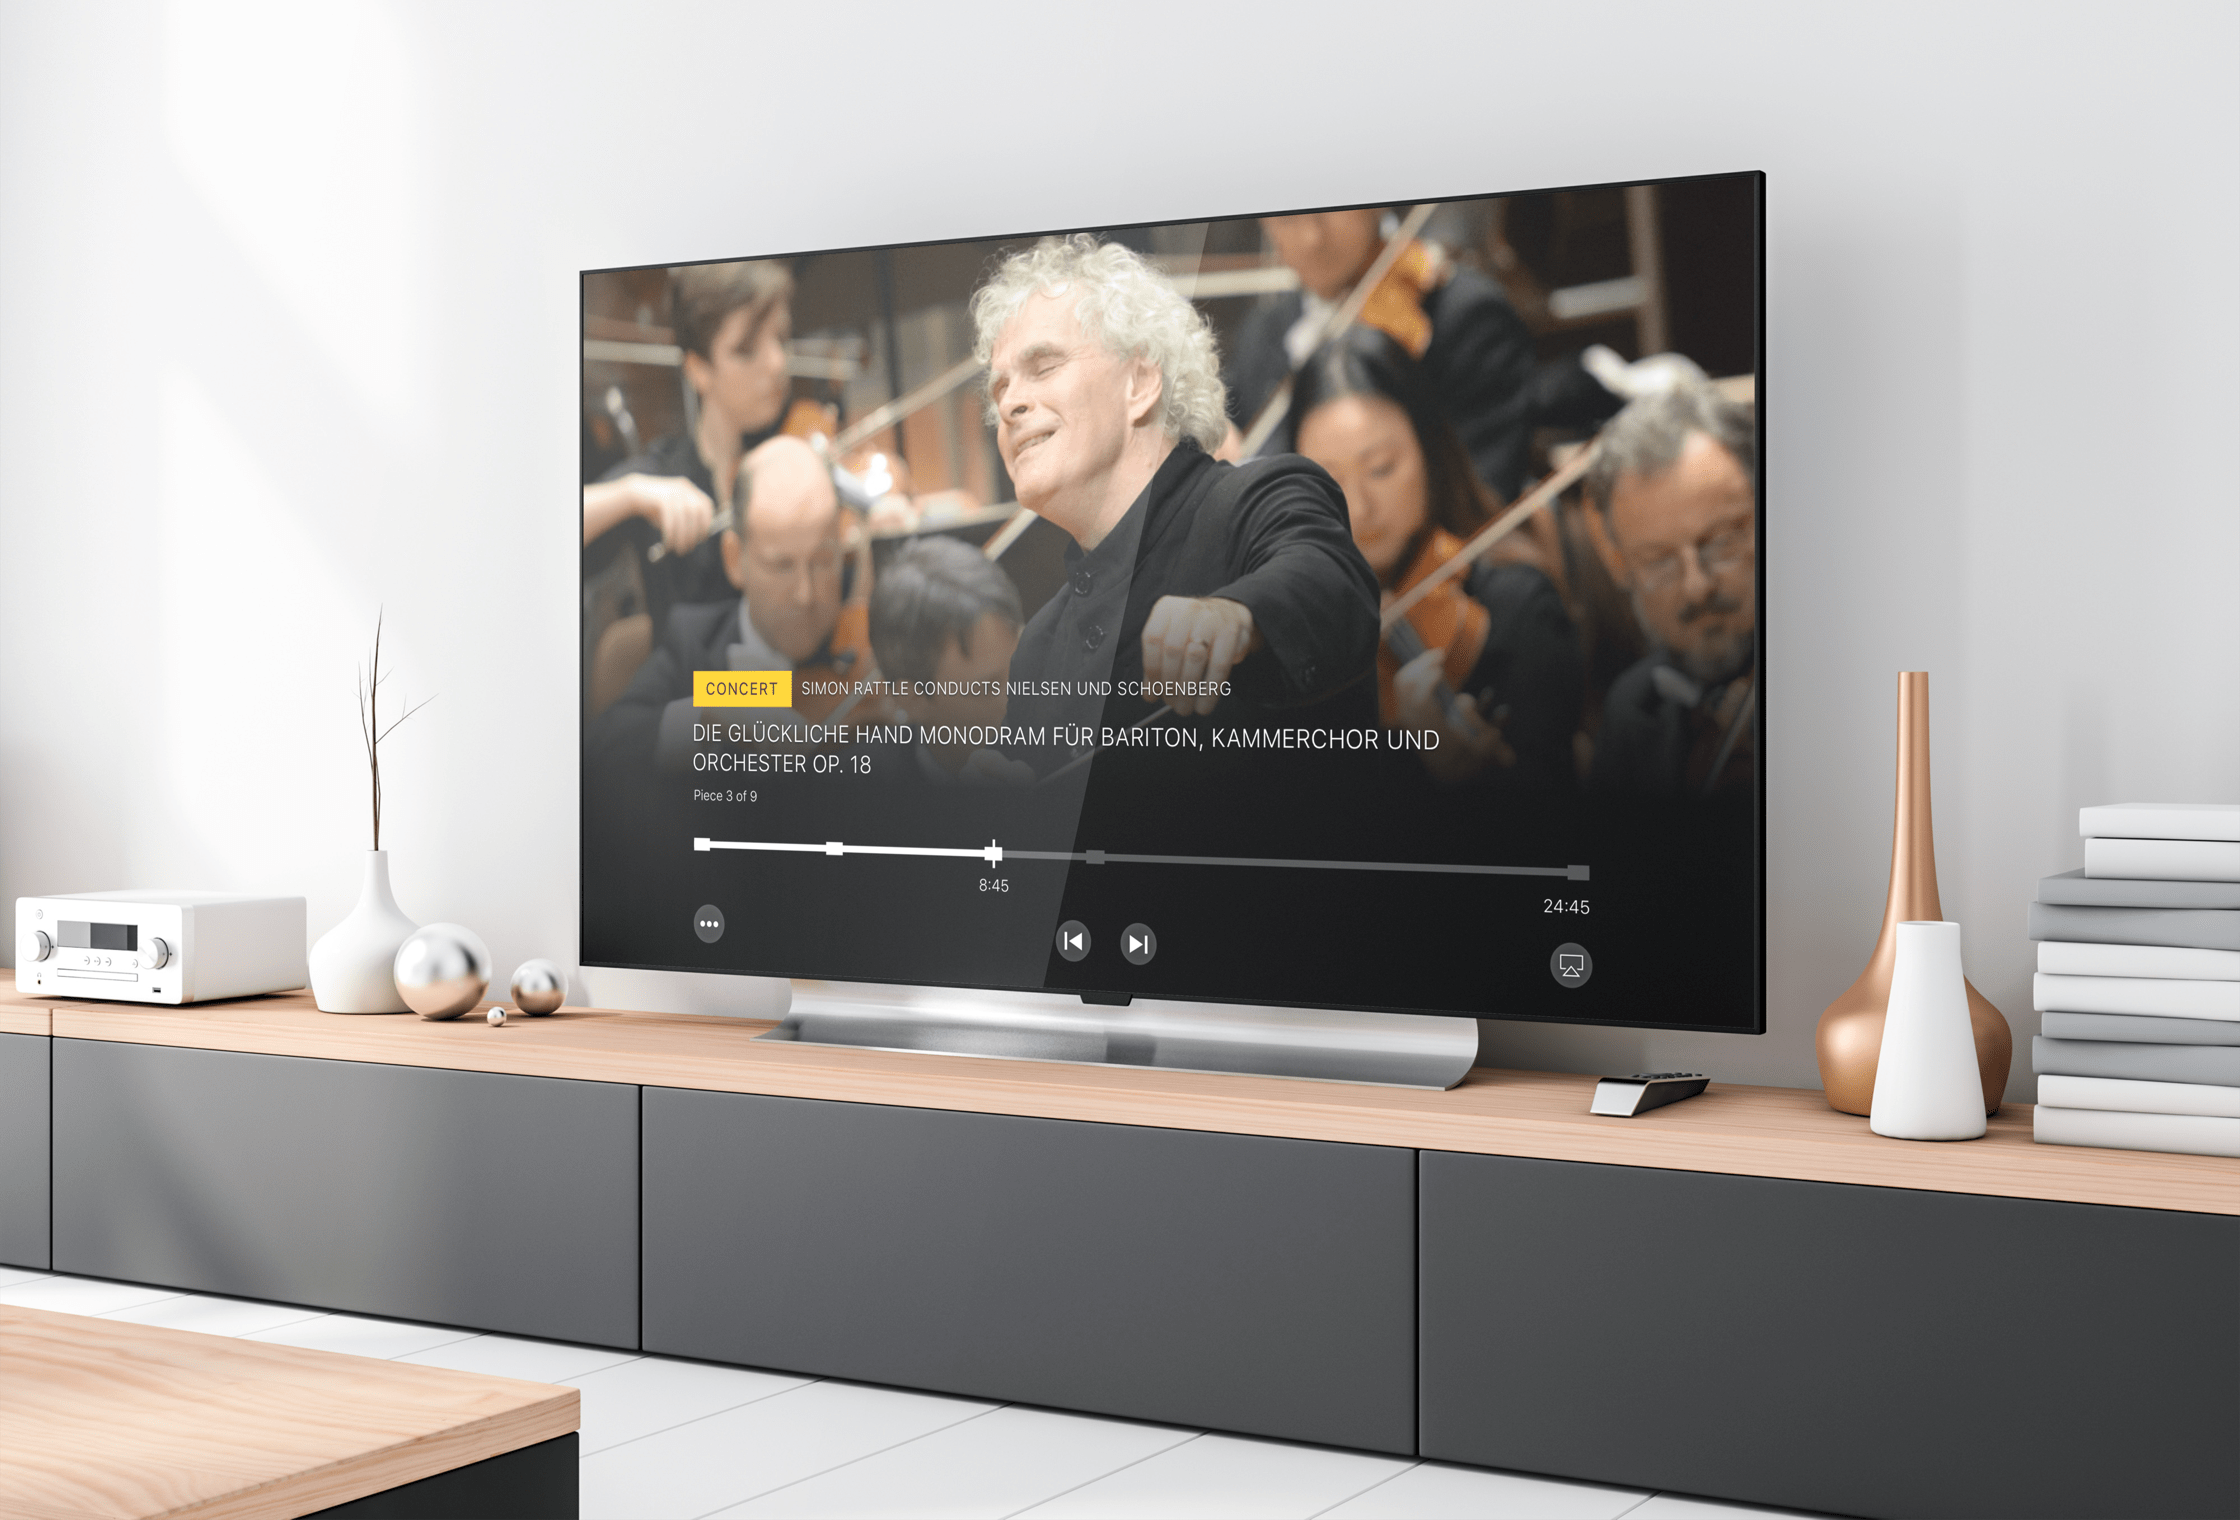 CONCERT SIMON RATTLE CONDUCTS NIELSEN UND SCHOENBERG
DIE GLÜCKLICHE HAND MONODRAM FÜR BARITON, KAMMERCHOR UND
ORCHESTER OP. 18
Piece 3 of 9
8:45
24:45